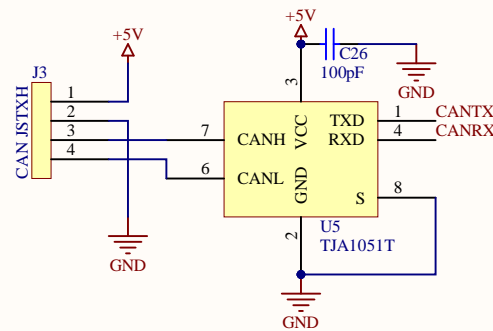 +5V
+5V
C26
100pF
GND
J3
CAN JSTXH
1
2
3
4
3
VCC
TXD
1
CANTX
RXD
4
CANRX
7
CANH
6
CANL
GND
S
8
2
U5
TJA1051T
GND
GND